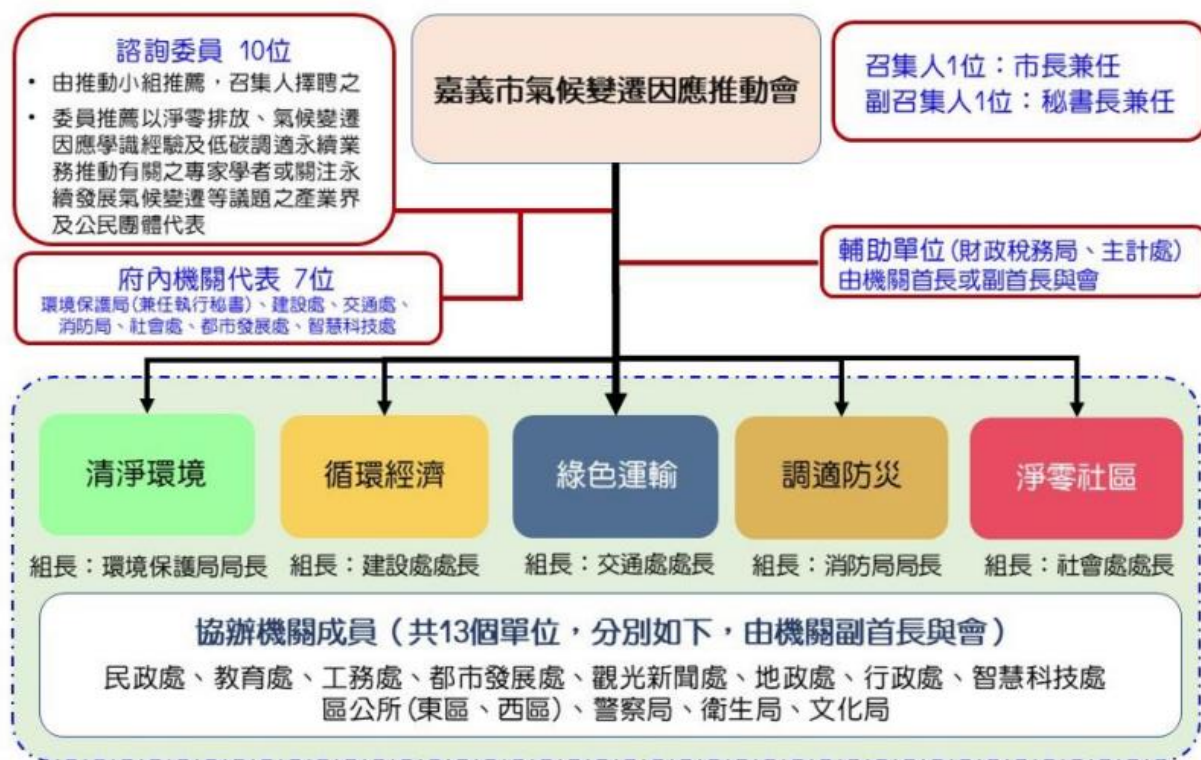 諮詢委員 10位
• 由推動小組推薦，召集人擇聘之
• 委員推薦以淨零排放、氣候變遷
因應學識經驗及低碳調適永續業
務推動有關之專家學者或關注永
續發展氣候變遷等議題之產業界
及公民團體代表
嘉義市氣候變遷因應推動會
召集人1位：市長兼任
副召集人1位：秘書長兼任
府內機關代表 7位
環境保護局(兼任執行秘書)、建設處、交通處、
消防局、社會處、都市發展處、智慧科技處
輔助單位(財政稅務局、主計處)
由機關首長或副首長與會
清淨環境
循環經濟
綠色運輸
調適防災
淨零社區
組長：環境保護局局長
組長：建設處處長
組長：交通處處長
組長：消防局局長
組長：社會處處長
協辦機關成員（共13個單位，分別如下，由機關副首長與會）
民政處、教育處、工務處、都市發展處、觀光新聞處、地政處、行政處、智慧科技處
區公所(東區、西區)、警察局、衛生局、文化局